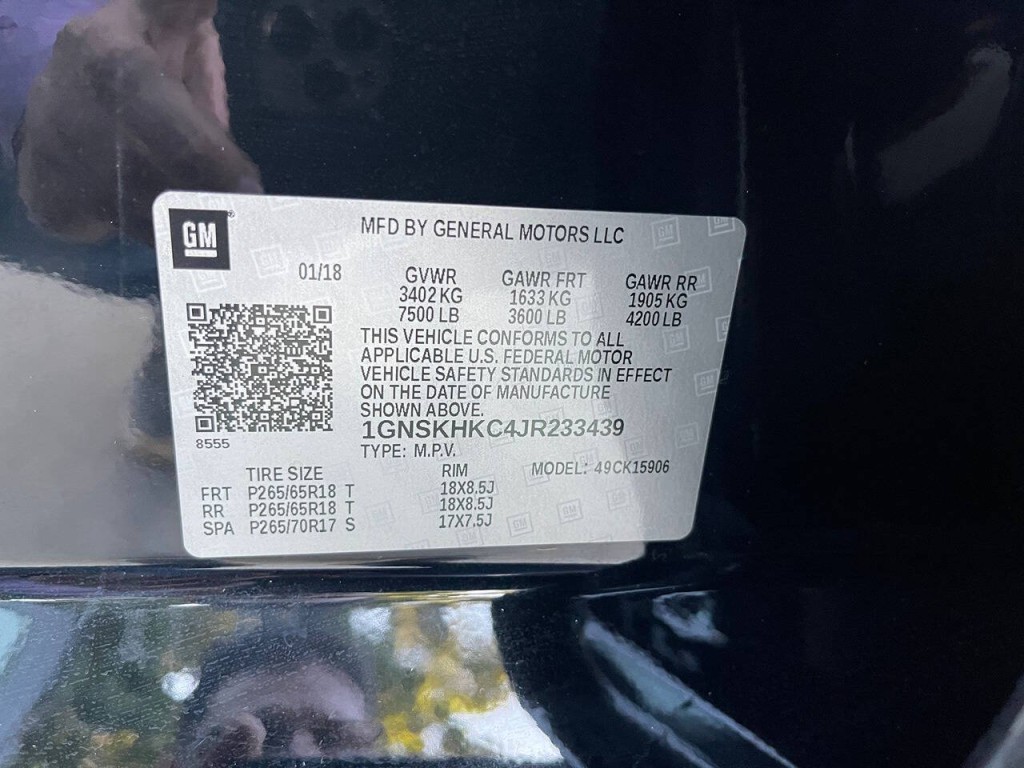 GM
MFD BY GENERAL MOTORS LLC
01/18 GVWR GAWR FRT GAWR RR
3402 KG 1633 KG 1905 KG
7500 LB 3600 LB 4200 LB
THIS VEHICLE CONFORMS TO ALL
APPLICABLE U.S. FEDERAL MOTOR
VEHICLE SAFETY STANDARDS IN EFFECT
ON THE DATE OF MANUFACTURE
SHOWN ABOVE.
8555
1GNSKHKC4JR233439
TYPE: M.P.V.
TIRE SIZE RIM MODEL: 49CK15906
FRT P265/65R18 T 18X8.5J
RR P265/65R18 T 18X8.5J
SPA P265/70R17 S 17X7.5J